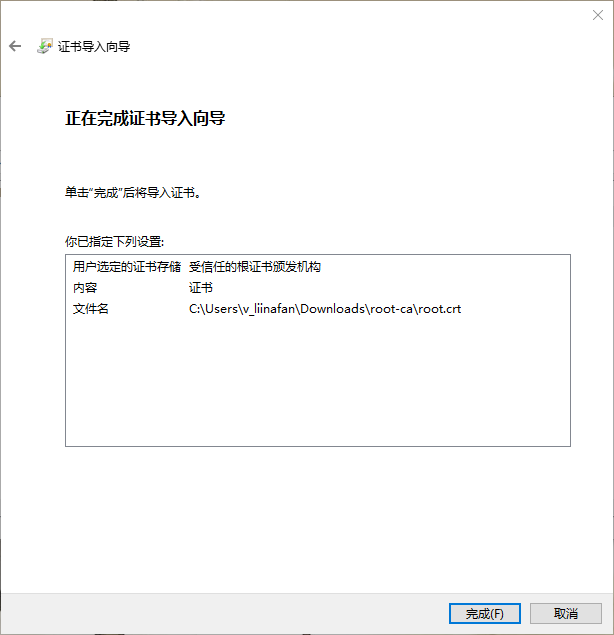 证书导入向导
正在完成证书导入向导
单击“完成”后将导入证书。
你已指定下列设置:
用户选定的证书存储 受信任的根证书颁发机构
内容 证书
文件名 C:\Users\v_liinafan\Downloads\root-ca\root.crt
完成(F) 取消